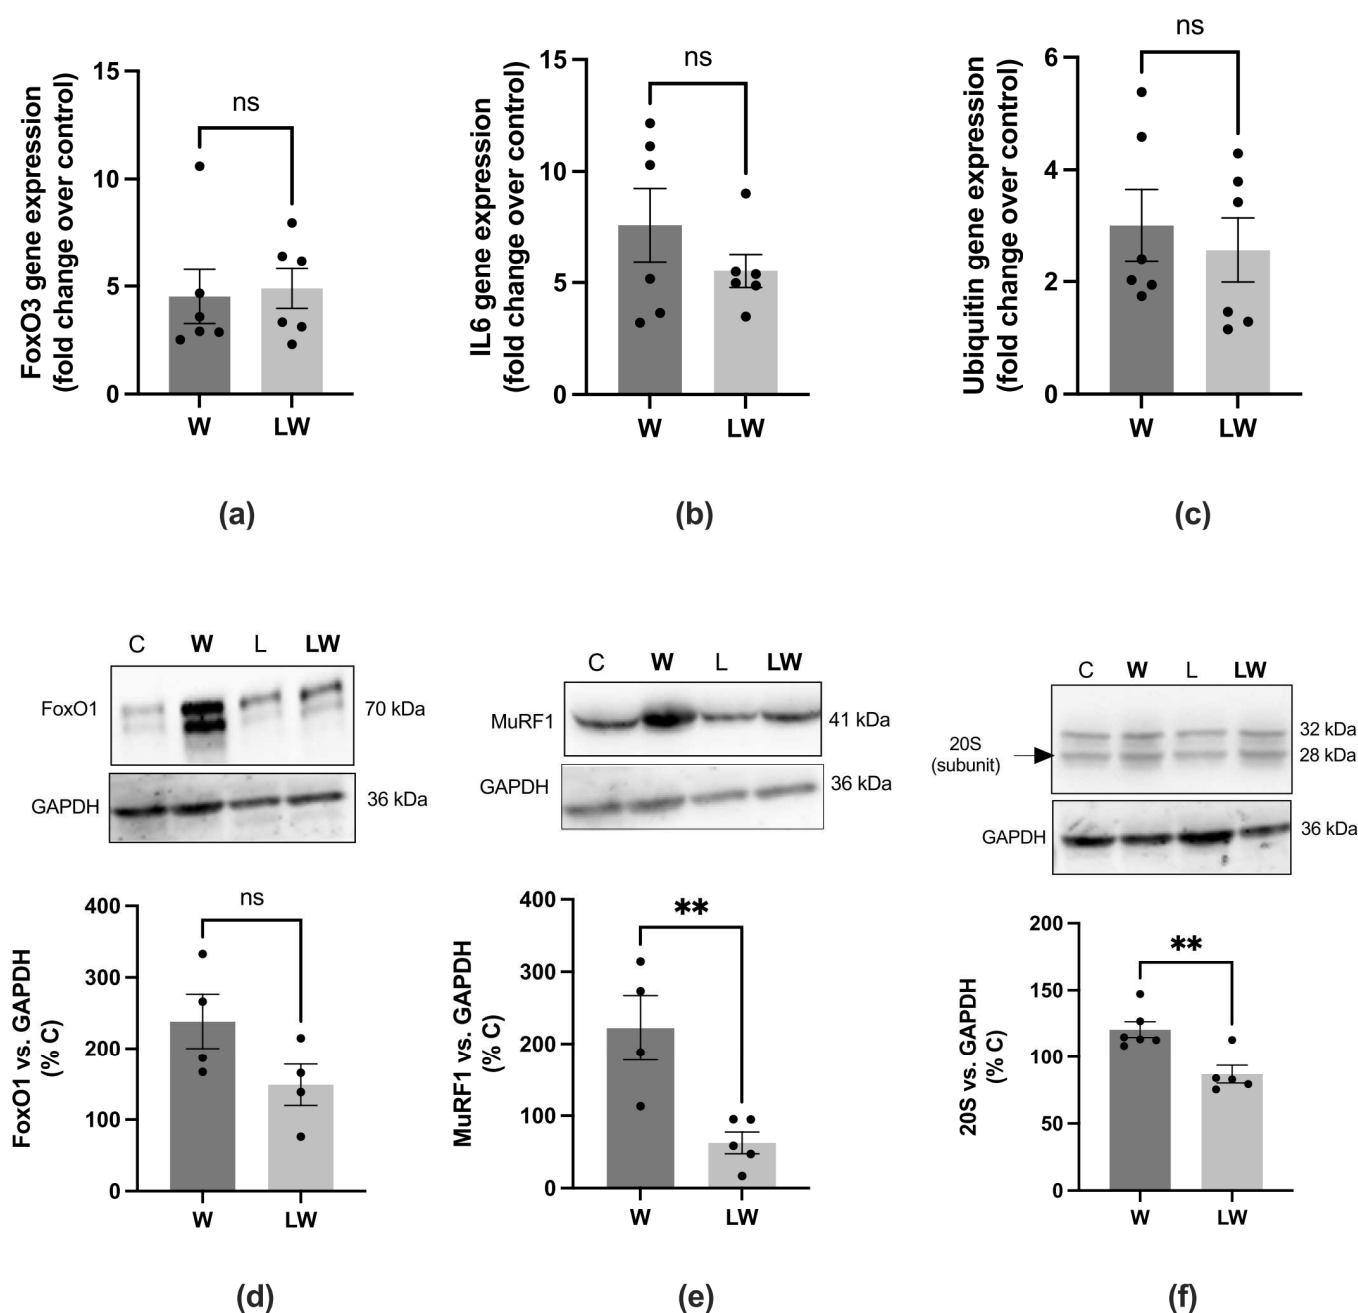 FoxO3 gene expression
(fold change over control)
15
10
5
0
ns
W LW
(a)
IL6 gene expression
(fold change over control)
15
10
5
0
ns
W LW
(b)
Ubiquitin gene expression
(fold change over control)
6
4
2
0
ns
W LW
(c)
C W L LW
FoxO1 70 kDa
GAPDH 36 kDa
FoxO1 vs. GAPDH
(% C)
400
300
200
100
0
ns
W LW
(d)
C W L LW
MuRF1 41 kDa
GAPDH 36 kDa
MuRF1 vs. GAPDH
(% C)
400
300
200
100
0
**
W LW
(e)
C W L LW
32 kDa
20S
(subunit) 28 kDa
GAPDH 36 kDa
20S vs. GAPDH
(% C)
200
150
100
50
0
**
W LW
(f)